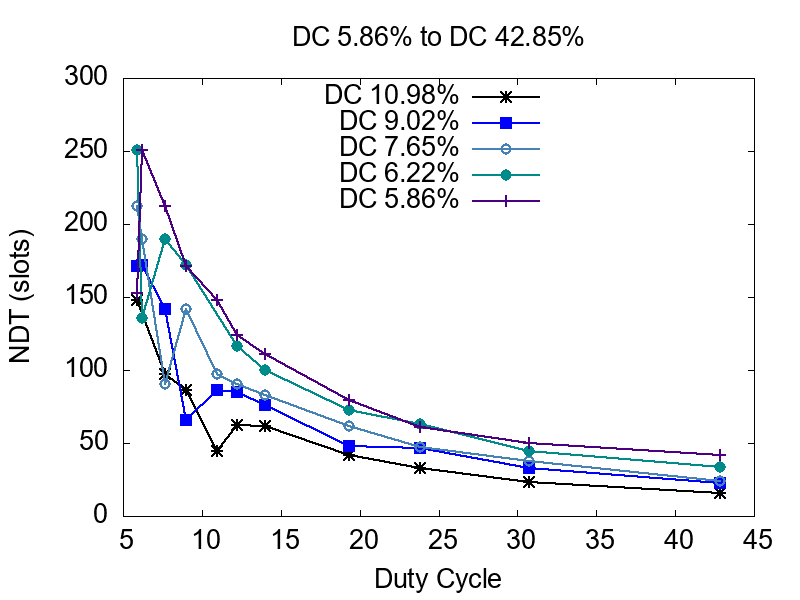 DC 5.86% to DC 42.85%
300
250
200
150
100
50
0
NDT (slots)
DC 10.98%
DC 9.02%
DC 7.65%
DC 6.22%
DC 5.86%
5 10 15 20 25 30 35 40 45
Duty Cycle